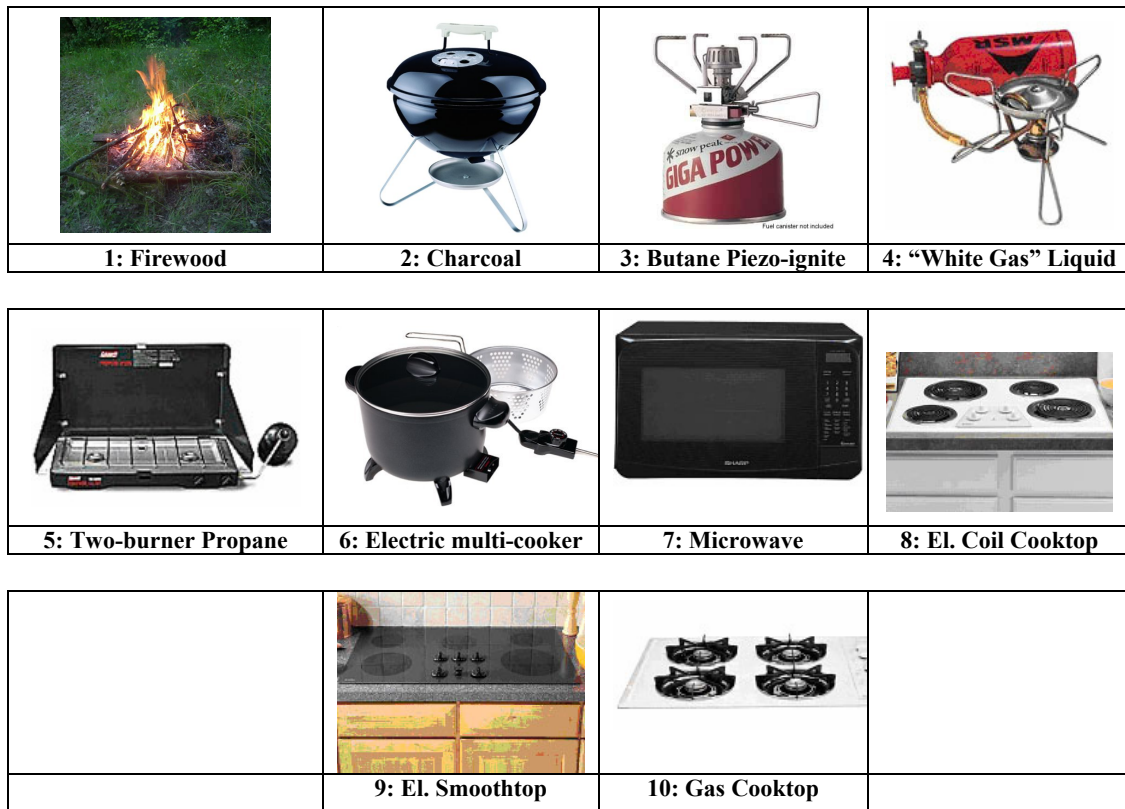 MSR
snow peak
GIGA POWE
Fuel canister not included
1: Firewood
2: Charcoal
3: Butane Piezo-ignite
4: “White Gas” Liquid
SHARP
5: Two-burner Propane
6: Electric multi-cooker
7: Microwave
8: El. Coil Cooktop
9: El. Smoothtop
10: Gas Cooktop